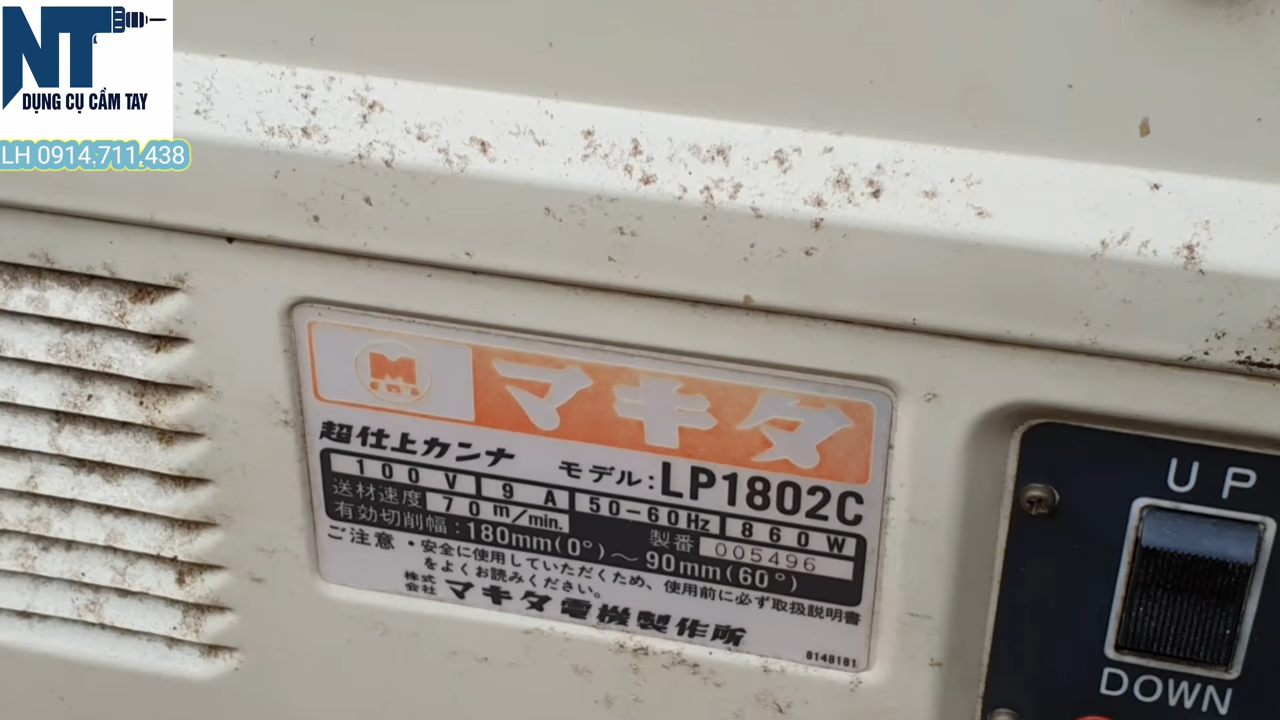 NT
DỤNG CỤ CẦM TAY
LH 0914.711.438
M
マキタ
超仕上カンナ モデル:LP1802C
100V 9A 50-60Hz 860W
送材速度 70m/min. 製番 005496
有効切削幅:180mm(0°)~90mm(60°)
ご注意・安全に使用していただくため、使用前に必ず取扱説明書
をよくお読みください。
株式会社 マキタ電機製作所
8148181
UP
DOWN